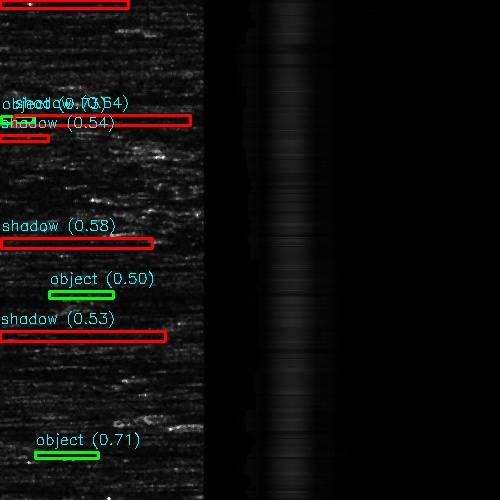 shadow (0.54)
shadow (0.58)
object (0.50)
shadow (0.53)
object (0.71)